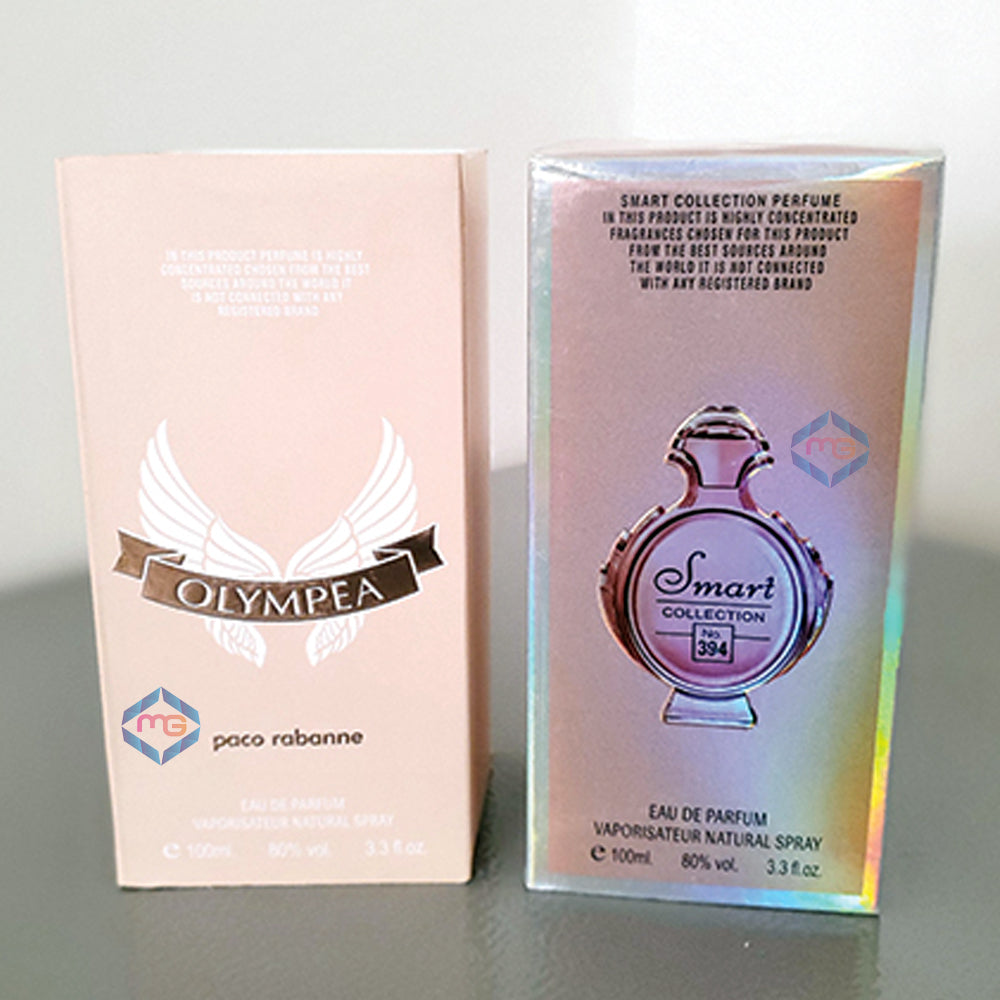 IN THIS PRODUCT PERFUME IS HIGHLY
CONCENTRATED CHOSEN FROM THE BEST
SOURCES AROUND THE WORLD IT
IS NOT CONNECTED WITH ANY
REGISTERED BRAND
OLYMPEA
MG
paco rabanne
EAU DE PARFUM
VAPORISATEUR NATURAL SPRAY
e 100ml. 80% vol. 3.3 fl.oz.
SMART COLLECTION PERFUME
IN THIS PRODUCT IS HIGHLY CONCENTRATED
FRAGRANCES CHOSEN FOR THIS PRODUCT
FROM THE BEST SOURCES AROUND
THE WORLD IT IS NOT CONNECTED
WITH ANY REGISTERED BRAND
MG
Smart
COLLECTION
No.
394
EAU DE PARFUM
VAPORISATEUR NATURAL SPRAY
e 100ml. 80% vol. 3.3 fl.oz.